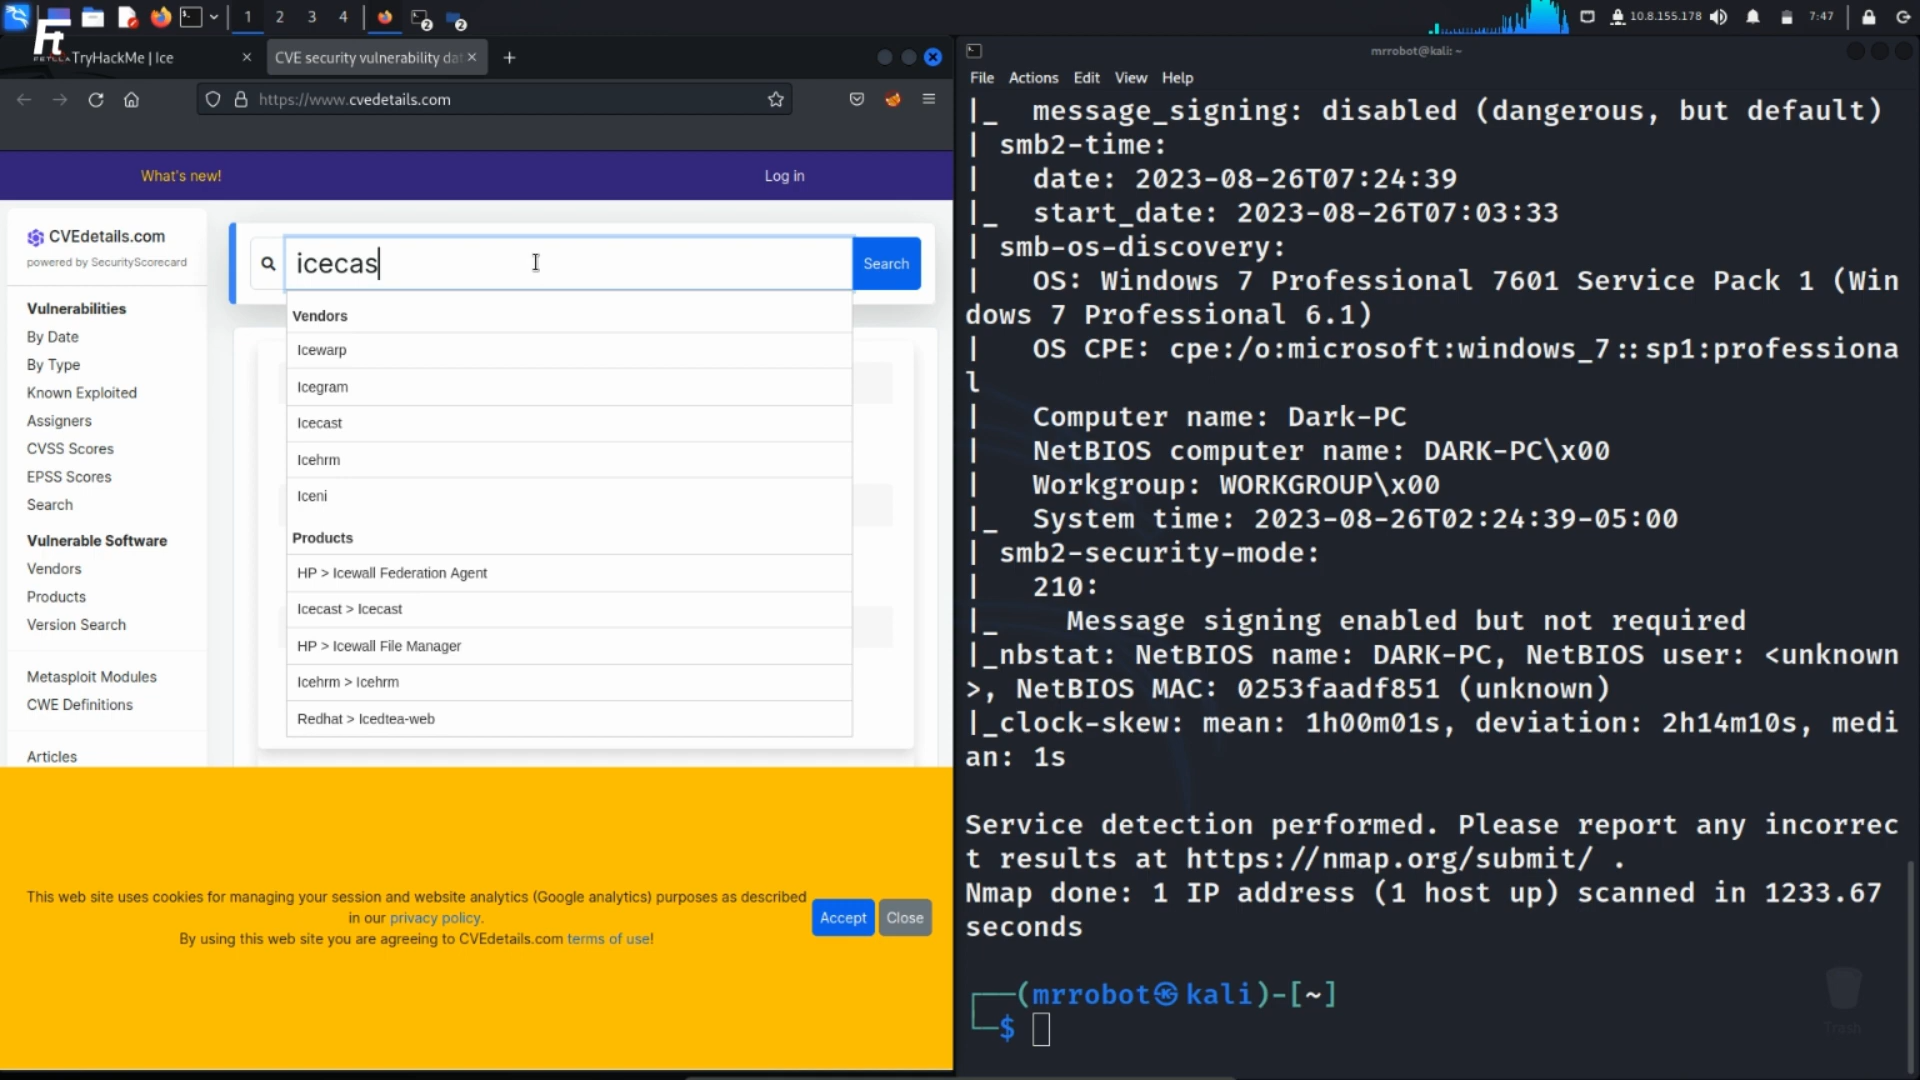 1 2 3 4
10.8.155.178 7:47
Ft
FETLLA
TryHackMe | Ice
CVE security vulnerability dat
https://www.cvedetails.com
What's new!
Log in
CVEdetails.com
powered by SecurityScorecard
Vulnerabilities
By Date
By Type
Known Exploited
Assigners
CVSS Scores
EPSS Scores
Search
Vulnerable Software
Vendors
Products
Version Search
Metasploit Modules
CWE Definitions
Articles
icecas
Search
Vendors
Icewarp
Icegram
Icecast
Icehrm
Iceni
Products
HP > Icewall Federation Agent
Icecast > Icecast
HP > Icewall File Manager
Icehrm > Icehrm
Redhat > Icedtea-web
This web site uses cookies for managing your session and website analytics (Google analytics) purposes as described
in our privacy policy.
By using this web site you are agreeing to CVEdetails.com terms of use!
Accept
Close
mrrobot@kali: ~
File Actions Edit View Help
|_  message_signing: disabled (dangerous, but default)
| smb2-time:
|   date: 2023-08-26T07:24:39
|_  start_date: 2023-08-26T07:03:33
| smb-os-discovery:
|   OS: Windows 7 Professional 7601 Service Pack 1 (Win
dows 7 Professional 6.1)
|   OS CPE: cpe:/o:microsoft:windows_7::sp1:professiona
l
|   Computer name: Dark-PC
|   NetBIOS computer name: DARK-PC\x00
|   Workgroup: WORKGROUP\x00
|_  System time: 2023-08-26T02:24:39-05:00
| smb2-security-mode:
|   210:
|_    Message signing enabled but not required
|_nbstat: NetBIOS name: DARK-PC, NetBIOS user: <unknown
>, NetBIOS MAC: 0253faadf851 (unknown)
|_clock-skew: mean: 1h00m01s, deviation: 2h14m10s, medi
an: 1s
Service detection performed. Please report any incorrec
t results at https://nmap.org/submit/ .
Nmap done: 1 IP address (1 host up) scanned in 1233.67
seconds
┌──(mrrobot㉿kali)-[~]
└─$
Trash